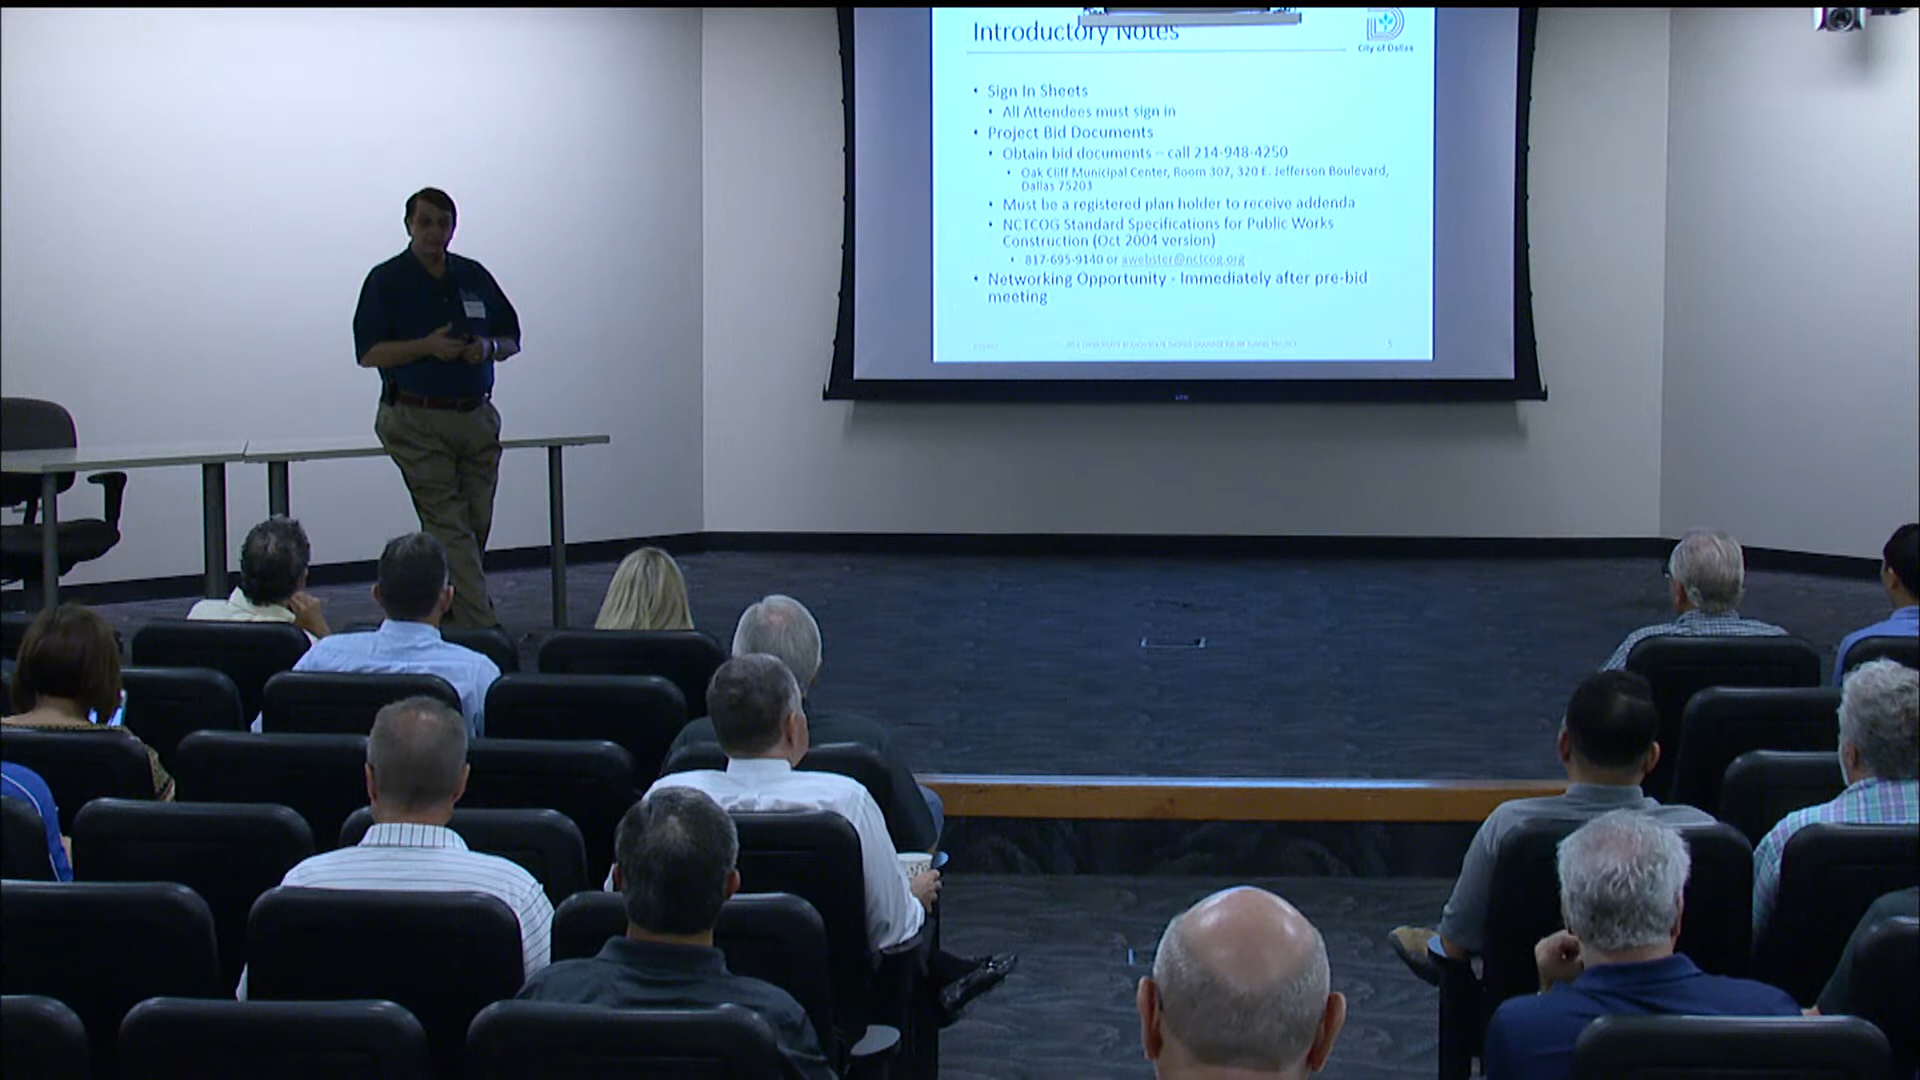 Introductory Notes
City of Dallas
• Sign In Sheets
• All Attendees must sign in
• Project Bid Documents
• Obtain bid documents – call 214-948-4250
• Oak Cliff Municipal Center, Room 307, 320 E. Jefferson Boulevard,
Dallas 75203
• Must be a registered plan holder to receive addenda
• NCTCOG Standard Specifications for Public Works
Construction (Oct 2004 version)
• 817-695-9140 or awebster@nctcog.org
• Networking Opportunity - Immediately after pre-bid
meeting
5